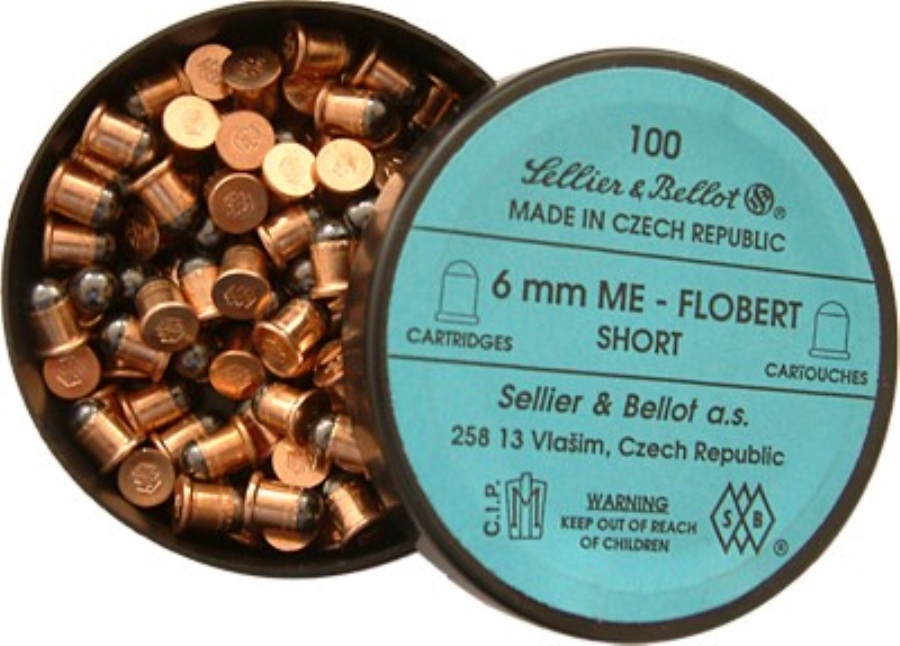 100
Sellier & Bellot SB ®
MADE IN CZECH REPUBLIC
6 mm ME - FLOBERT
SHORT
CARTRIDGES
CARTOUCHES
Sellier & Bellot a.s.
258 13 Vlašim, Czech Republic
C.I.P.
WARNING
KEEP OUT OF REACH
OF CHILDREN
S B ®